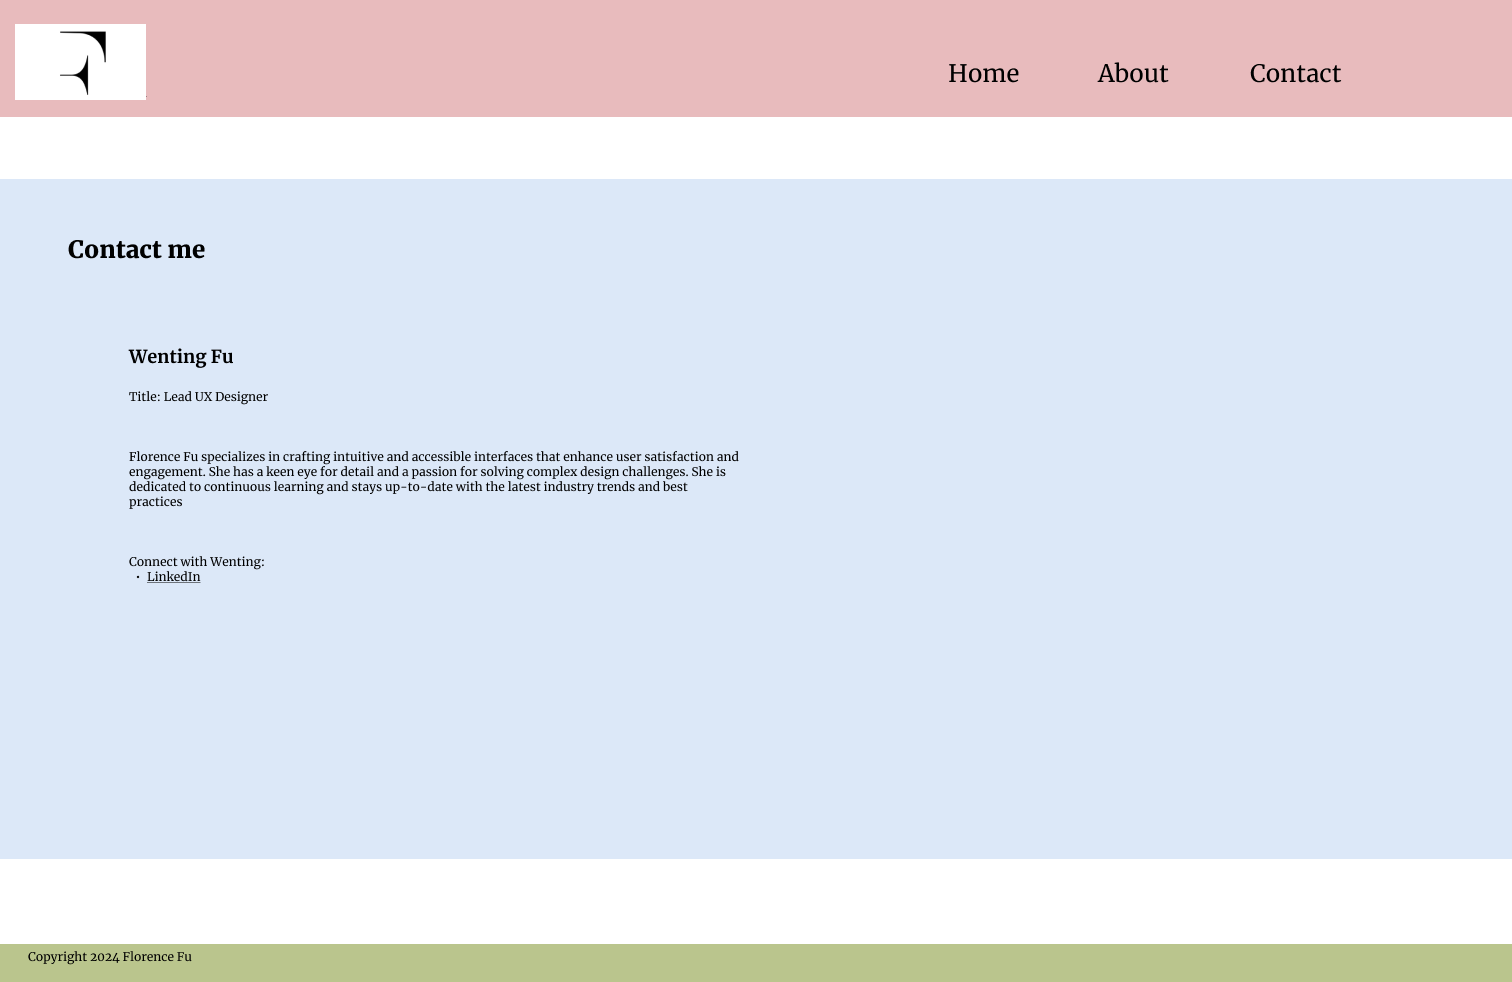 F
Home About Contact
Contact me
Wenting Fu
Title: Lead UX Designer
Florence Fu specializes in crafting intuitive and accessible interfaces that enhance user satisfaction and
engagement. She has a keen eye for detail and a passion for solving complex design challenges. She is
dedicated to continuous learning and stays up-to-date with the latest industry trends and best
practices
Connect with Wenting:
• LinkedIn
Copyright 2024 Florence Fu